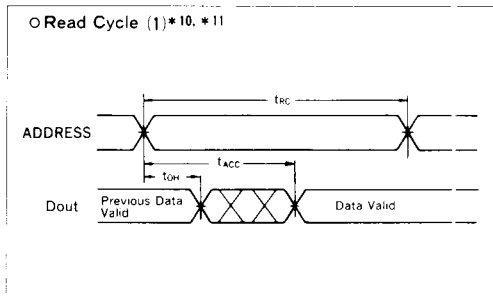 ○ Read Cycle (1)*10, *11
tRC
ADDRESS
tACC
tOH
Dout
Previous Data
Valid
Data Valid